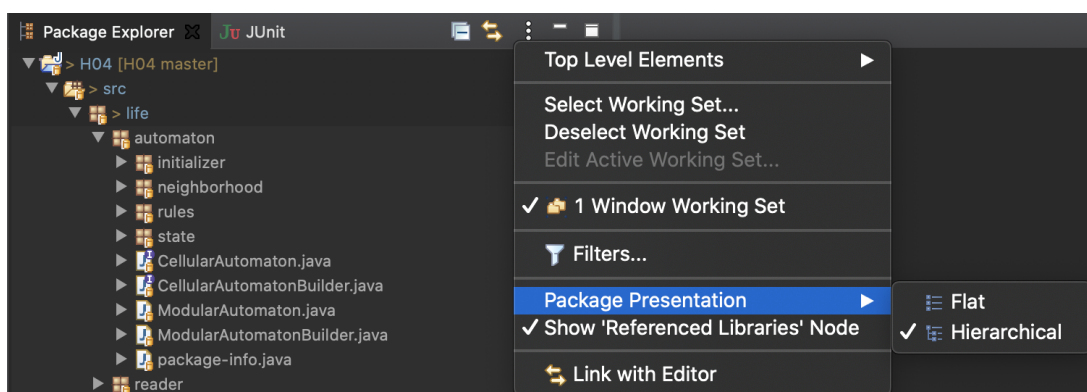 Package Explorer
JU JUnit
> H04 [H04 master]
> src
> life
automaton
initializer
neighborhood
rules
state
CellularAutomaton.java
CellularAutomatonBuilder.java
ModularAutomaton.java
ModularAutomatonBuilder.java
package-info.java
reader
Top Level Elements
Select Working Set...
Deselect Working Set
Edit Active Working Set...
1 Window Working Set
Filters...
Package Presentation
Show 'Referenced Libraries' Node
Link with Editor
Flat
Hierarchical